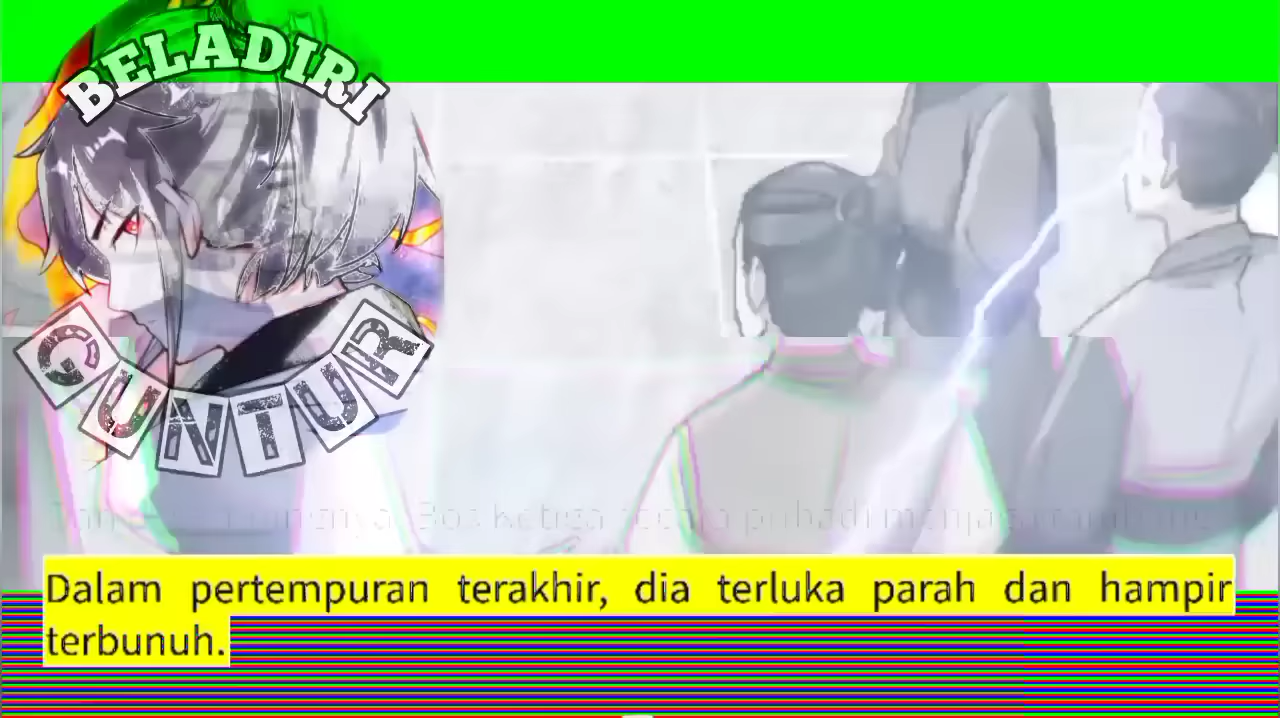 BELADIRI
GUNTUR
Dalam pertempuran terakhir, dia terluka parah dan hampir
terbunuh.